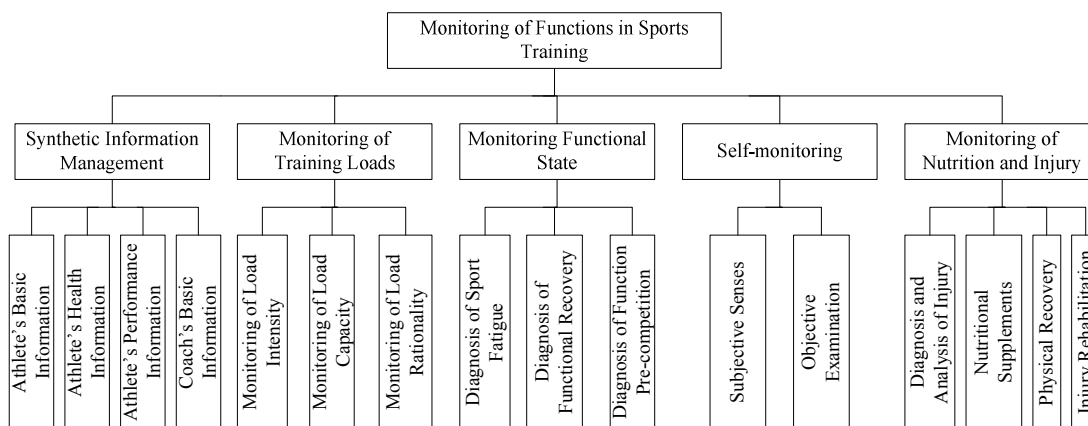 Monitoring of Functions in Sports
Training
Synthetic Information
Management
Monitoring of
Training Loads
Monitoring Functional
State
Self-monitoring
Monitoring of
Nutrition and Injury
Athlete’s Basic
Information
Athlete’s Health
Information
Athlete’s Performance
Information
Coach’s Basic
Information
Monitoring of Load
Intensity
Monitoring of Load
Capacity
Monitoring of Load
Rationality
Diagnosis of Sport
Fatigue
Diagnosis of
Functional Recovery
Diagnosis of Function
Pre-competition
Subjective Senses
Objective
Examination
Diagnosis and
Analysis of Injury
Nutritional
Supplements
Physical Recovery
Injury Rehabilitation